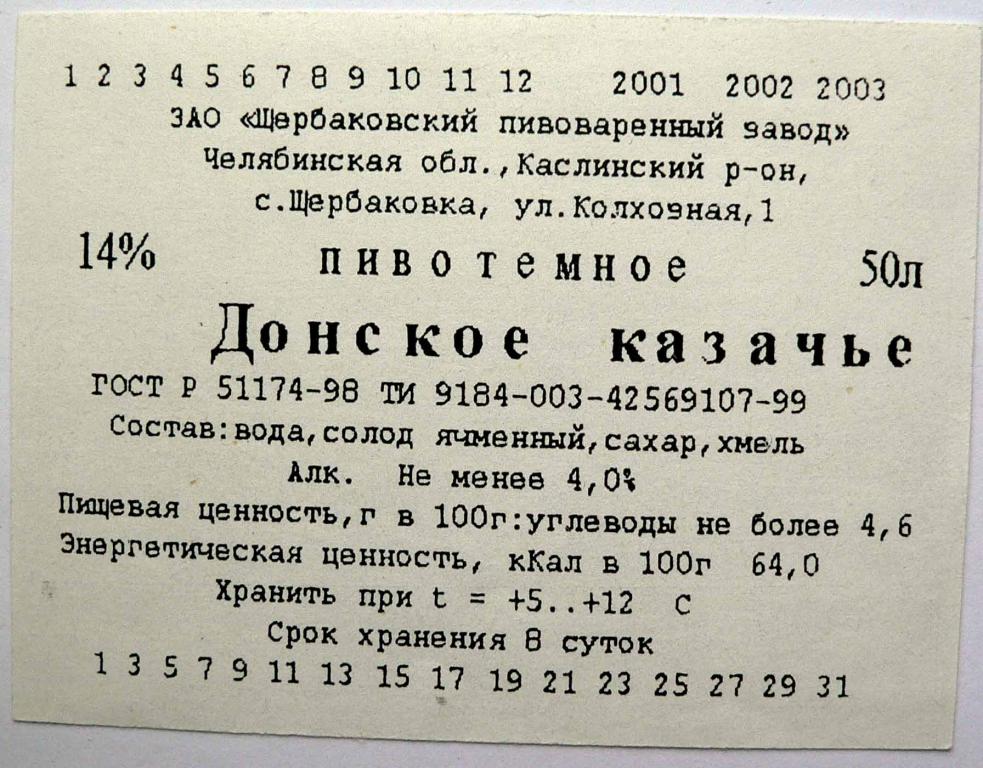 1 2 3 4 5 6 7 8 9 10 11 12 2001 2002 2003
ЗАО «Щербаковский пивоваренный завод»
Челябинская обл.,Каслинский р-он,
с.Щербаковка, ул.Колхозная,1
14% пиво темное 50л
Донское казачье
ГОСТ Р 51174-98 ТИ 9184-003-42569107-99
Состав:вода,солод ячменный,сахар,хмель
Алк. Не менее 4,0%
Пищевая ценность,г в 100г:углеводы не более 4,6
Энергетическая ценность, кКал в 100г 64,0
Хранить при t = +5..+12 С
Срок хранения 8 суток
1 3 5 7 9 11 13 15 17 19 21 23 25 27 29 31